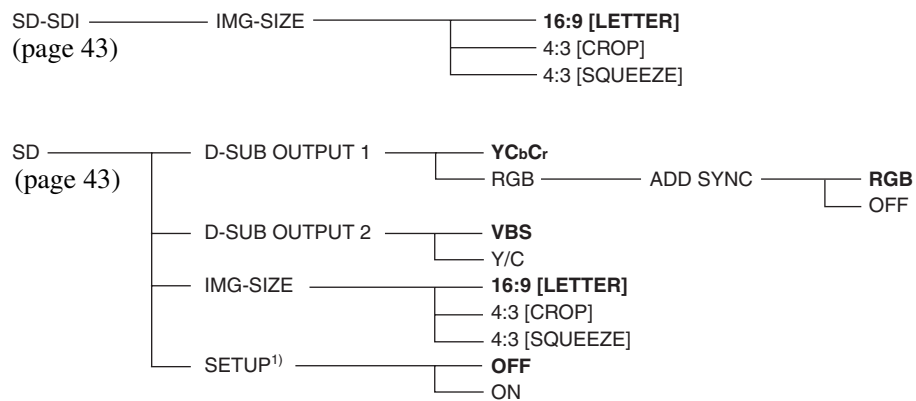 SD-SDI IMG-SIZE 16:9 [LETTER]
(page 43) 4:3 [CROP]
4:3 [SQUEEZE]
SD D-SUB OUTPUT 1 YCbCr
(page 43) RGB ADD SYNC RGB
OFF
D-SUB OUTPUT 2 VBS
Y/C
IMG-SIZE 16:9 [LETTER]
4:3 [CROP]
4:3 [SQUEEZE]
SETUP1) OFF
ON